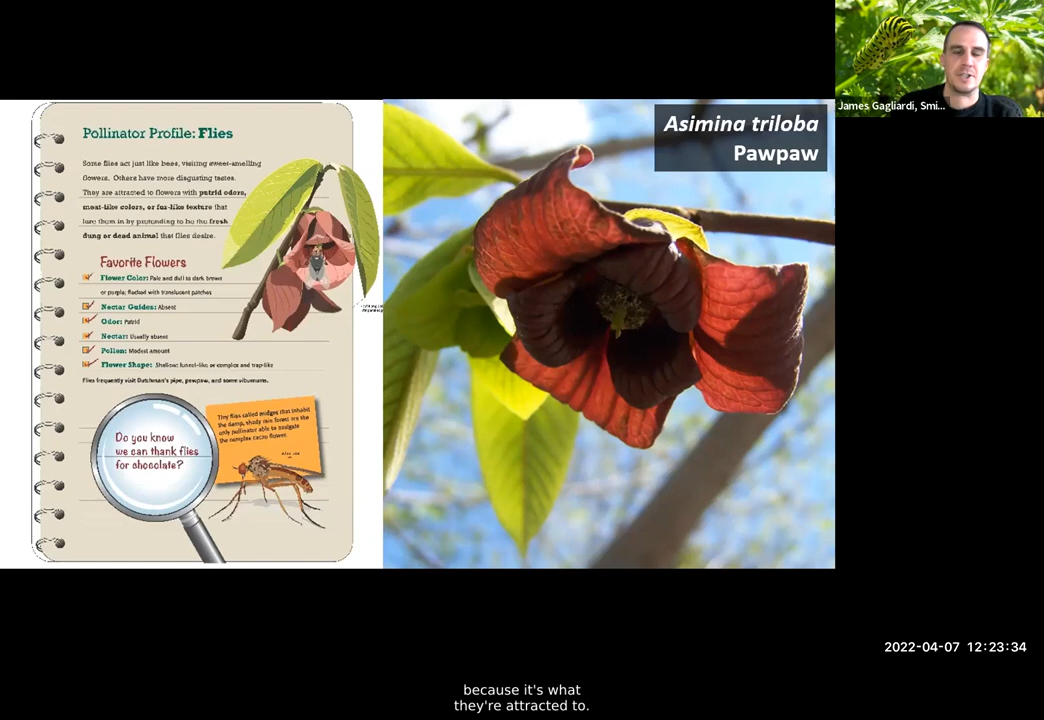 James Gagliardi, Smi...
Asimina triloba
Pawpaw
Pollinator Profile: Flies
Some flies act just like bees, visiting sweet-smelling
flowers. Others have more disgusting tastes.
They are attracted to flowers with putrid odors,
meat-like colors, or fur-like texture that
lure them in by pretending to be the fresh
dung or dead animal that flies desire.
Favorite Flowers
Flower Color: Pale and dull to dark brown
or purple; flecked with translucent patches
Nectar Guides: Absent
Odor: Putrid
Nectar: Usually absent
Pollen: Modest amount
Flower Shape: Shallow; funnel-like or complex and trap-like
Flies frequently visit Dutchman's pipe, pawpaw, and some viburnums.
Do you know
we can thank flies
for chocolate?
Tiny flies called midges that inhabit
the damp, shady rain forest are the
only pollinator able to navigate
the complex cacao flower.
2022-04-07 12:23:34
because it's what
they're attracted to.